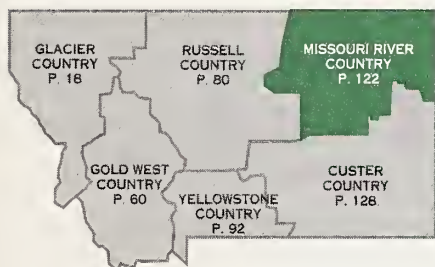 GLACIER
COUNTRY
P. 18
RUSSELL
COUNTRY
P. 80
MISSOURI RIVER
COUNTRY
P. 122
GOLD WEST
COUNTRY
P. 60
YELLOWSTONE
COUNTRY
P. 92
CUSTER
COUNTRY
P. 128